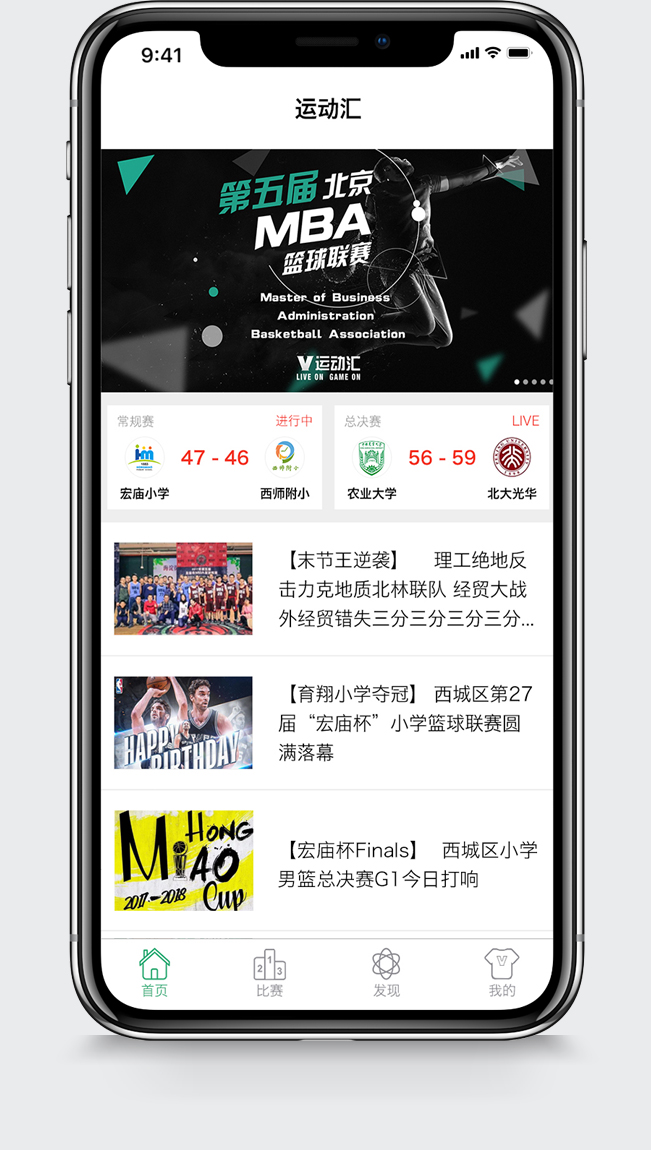 9:41
运动汇
第五届 北京
MBA
篮球联赛
Master of Business
Administration
Basketball Association
V运动汇
LIVE ON GAME ON
常规赛 进行中
47 - 46
宏庙小学 西师附小
总决赛 LIVE
56 - 59
农业大学 北大光华
【末节王逆袭】 理工绝地反
击力克地质北林联队 经贸大战
外经贸错失三分三分三分三分...
HAPPY
BIRTHDAY
【育翔小学夺冠】 西城区第27
届“宏庙杯”小学篮球联赛圆
满落幕
HONG
MiAO
2017-2018 Cup
【宏庙杯Finals】 西城区小学
男篮总决赛G1今日打响
2 1 3
V
首页 比赛 发现 我的